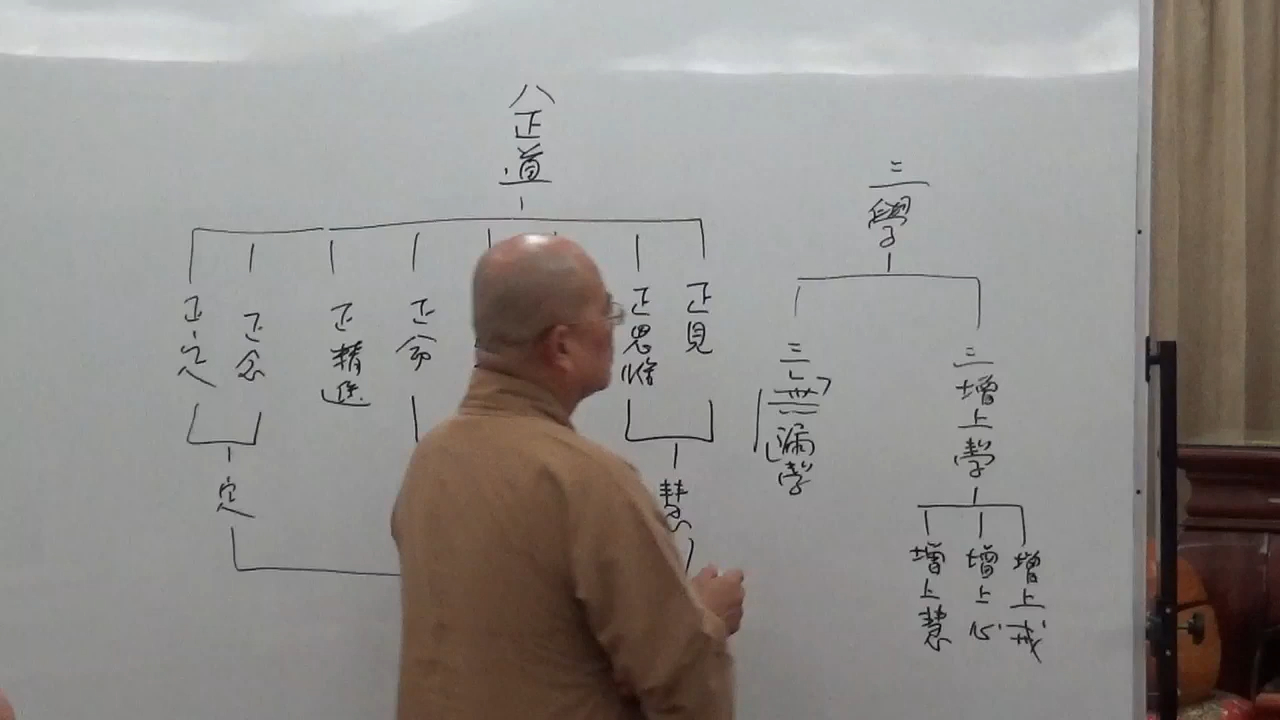 八正道
正見
正思惟
正命
正精進
正念
正定
慧
定
三學
三增上學
增上戒
增上心
增上慧
三無漏學